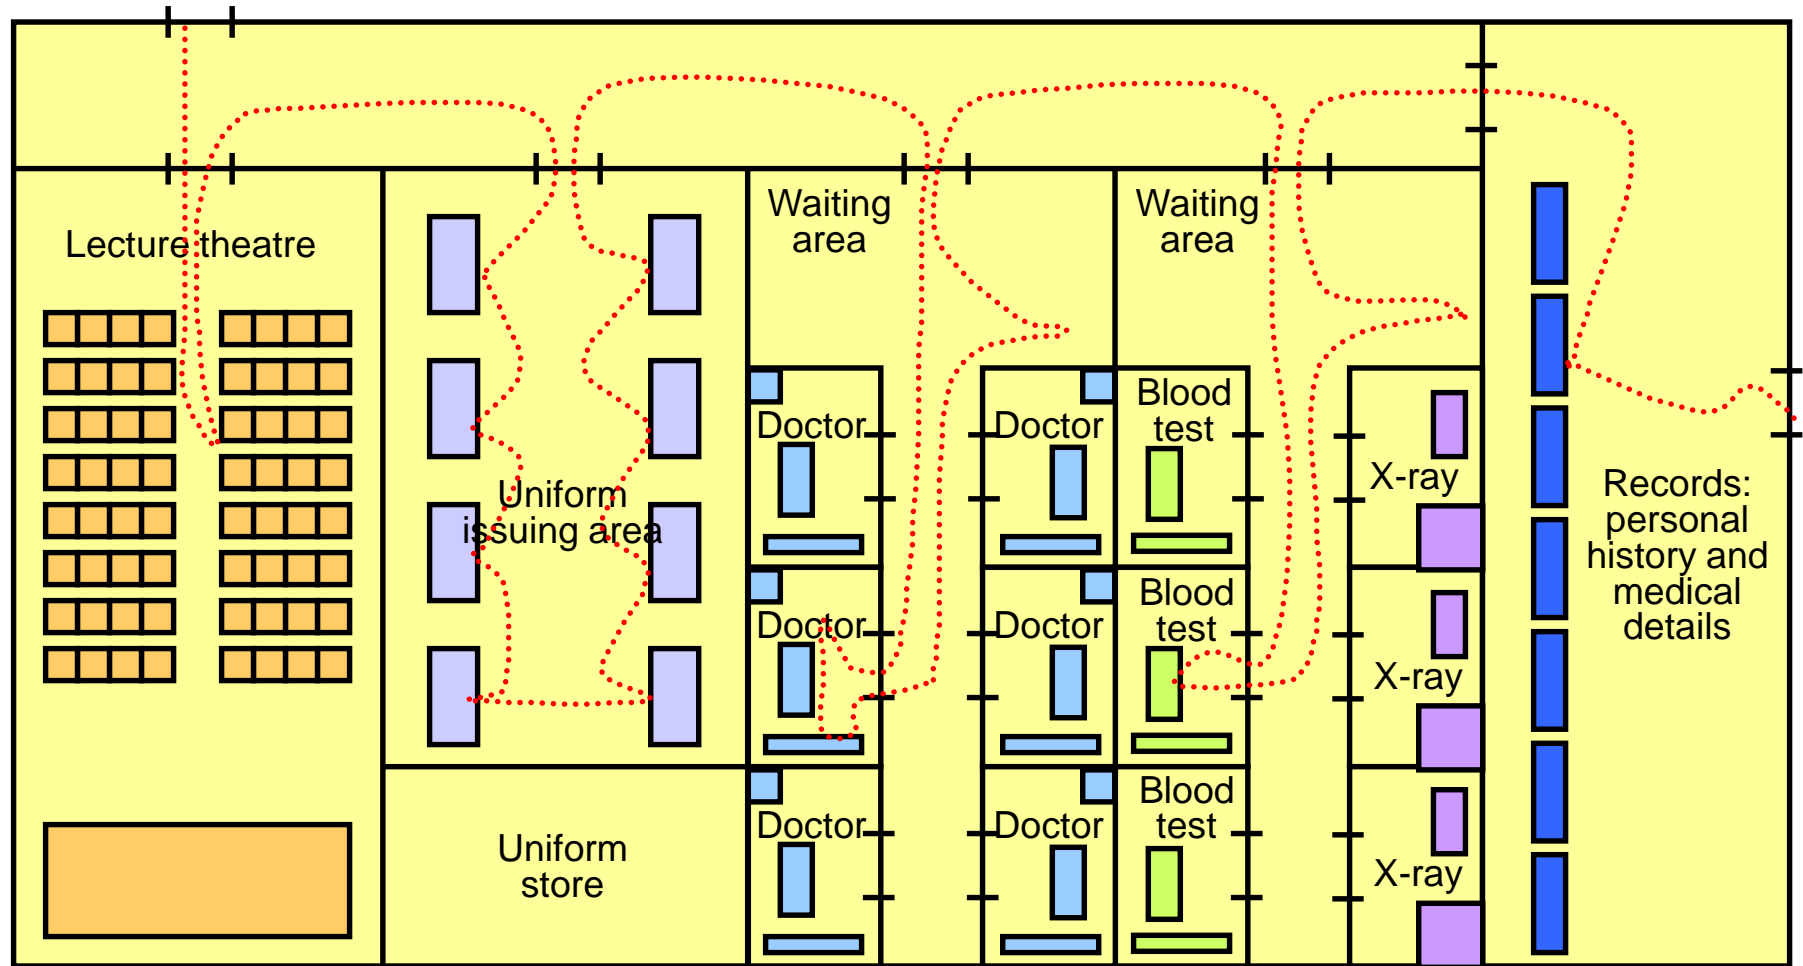 Lecture theatre
Uniform
issuing area
Uniform
store
Waiting
area
Doctor
Doctor
Doctor
Doctor
Doctor
Doctor
Waiting
area
Blood
test
Blood
test
Blood
test
X-ray
X-ray
X-ray
Records:
personal
history and
medical
details